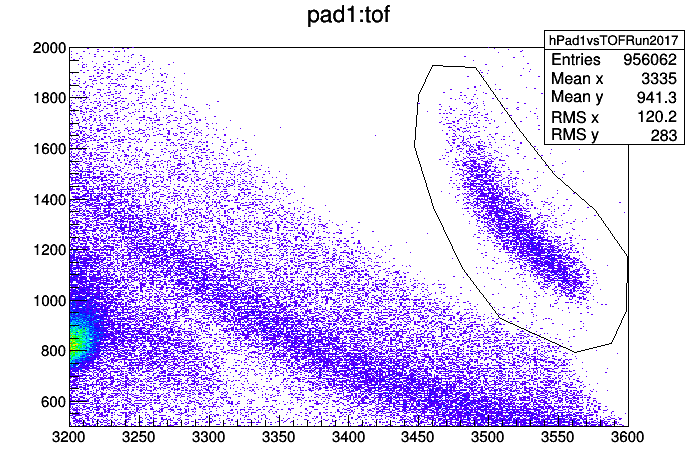 pad1:tof
hPad1vsTOFRun2017
Entries 956062
Mean x 3335
Mean y 941.3
RMS x 120.2
RMS y 283
2000
1800
1600
1400
1200
1000
800
600
3200 3250 3300 3350 3400 3450 3500 3550 3600